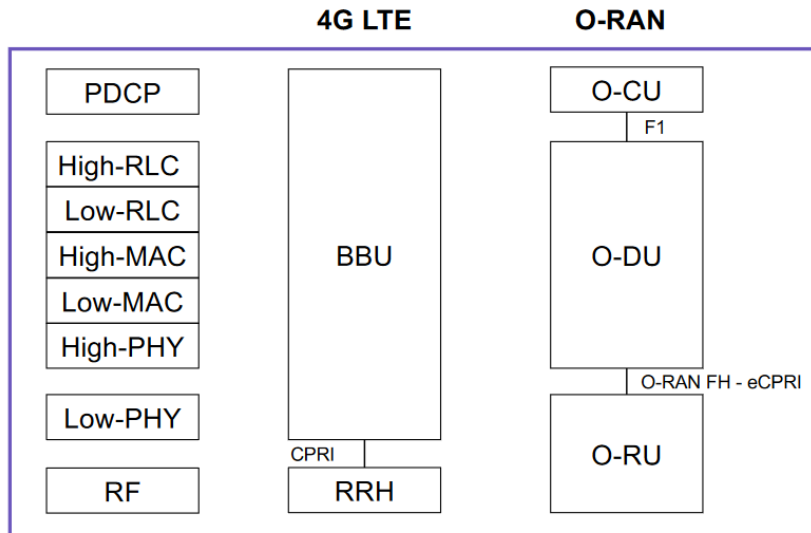 4G LTE
O-RAN
PDCP
High-RLC
Low-RLC
High-MAC
Low-MAC
High-PHY
Low-PHY
RF
BBU
CPRI
RRH
O-CU
F1
O-DU
O-RAN FH - eCPRI
O-RU